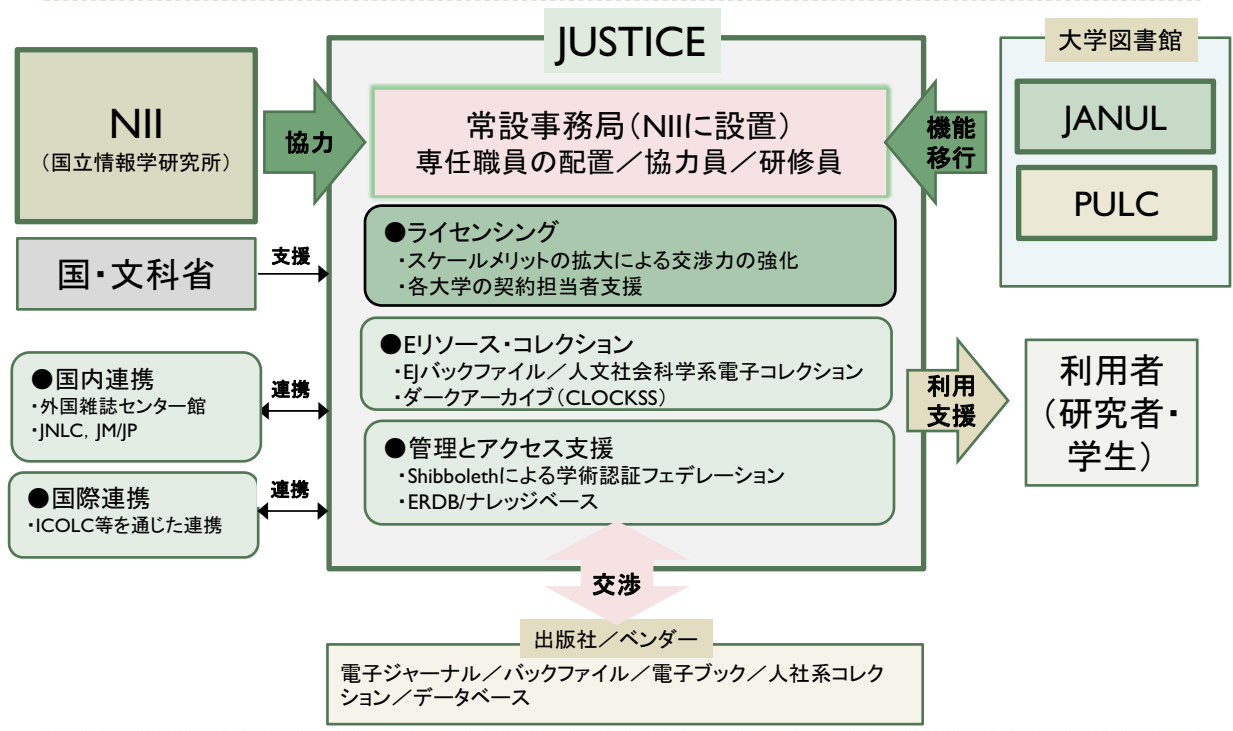 JUSTICE
NII
(国立情報学研究所)
協力
常設事務局(NIIに設置)
専任職員の配置/協力員/研修員
機能
移行
大学図書館
JANUL
PULC
国・文科省
支援
●ライセンシング
・スケールメリットの拡大による交渉力の強化
・各大学の契約担当者支援
●Eリソース・コレクション
・EJバックファイル/人文社会科学系電子コレクション
・ダークアーカイブ(CLOCKSS)
●管理とアクセス支援
・Shibbolethによる学術認証フェデレーション
・ERDB/ナレッジベース
●国内連携
・外国雑誌センター館
・JNLC, JM/JP
連携
●国際連携
・ICOLC等を通じた連携
連携
利用
支援
利用者
(研究者・
学生)
交渉
出版社/ベンダー
電子ジャーナル/バックファイル/電子ブック/人社系コレク
ション/データベース